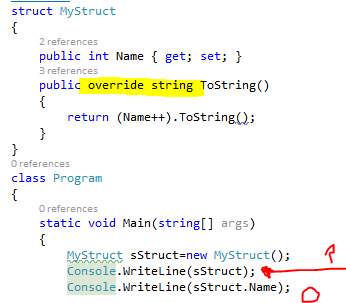 struct MyStruct
{
2 references
public int Name { get; set; }
3 references
public override string ToString()
{
return (Name++).ToString();
}
}
0 references
class Program
{
0 references
static void Main(string[] args)
{
MyStruct sStruct=new MyStruct();
Console.WriteLine(sStruct);
Console.WriteLine(sStruct.Name);